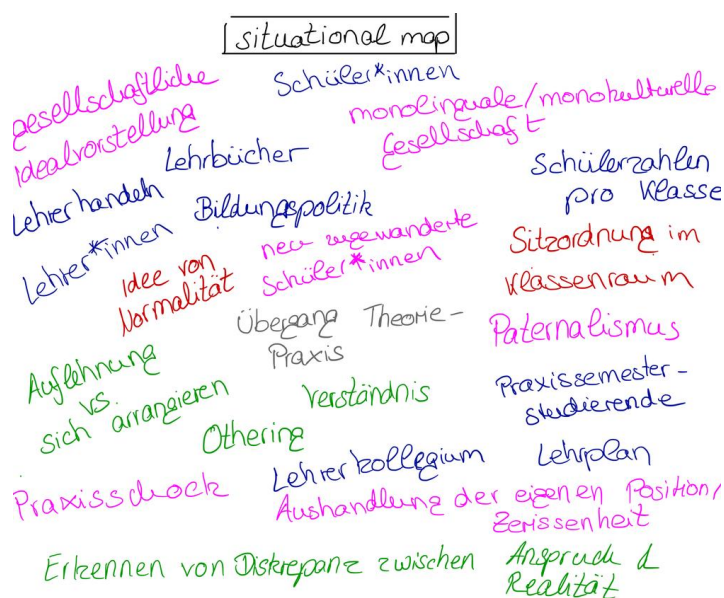 situational map
Schüler*innen
gesellschaftliche
Idealvorstellung
monolinguale/monokulturelle
Gesellschaft
Lehrbücher
Schülerzahlen
pro Klasse
Lehrerhandeln
Bildungspolitik
Lehrer*innen
neu zugewanderte
Schüler*innen
Sitzordnung im
Klassenraum
Idee von
Normalität
Übergang Theorie-
Praxis
Paternalismus
Auflehnung
vs.
sich arrangieren
Verständnis
Praxissemester-
studierende
Othering
Lehrerkollegium
Lehrplan
Praxisschock
Aushandlung der eigenen Position/
Zerissenheit
Erkennen von Diskrepanz zwischen Anspruch &
Realität